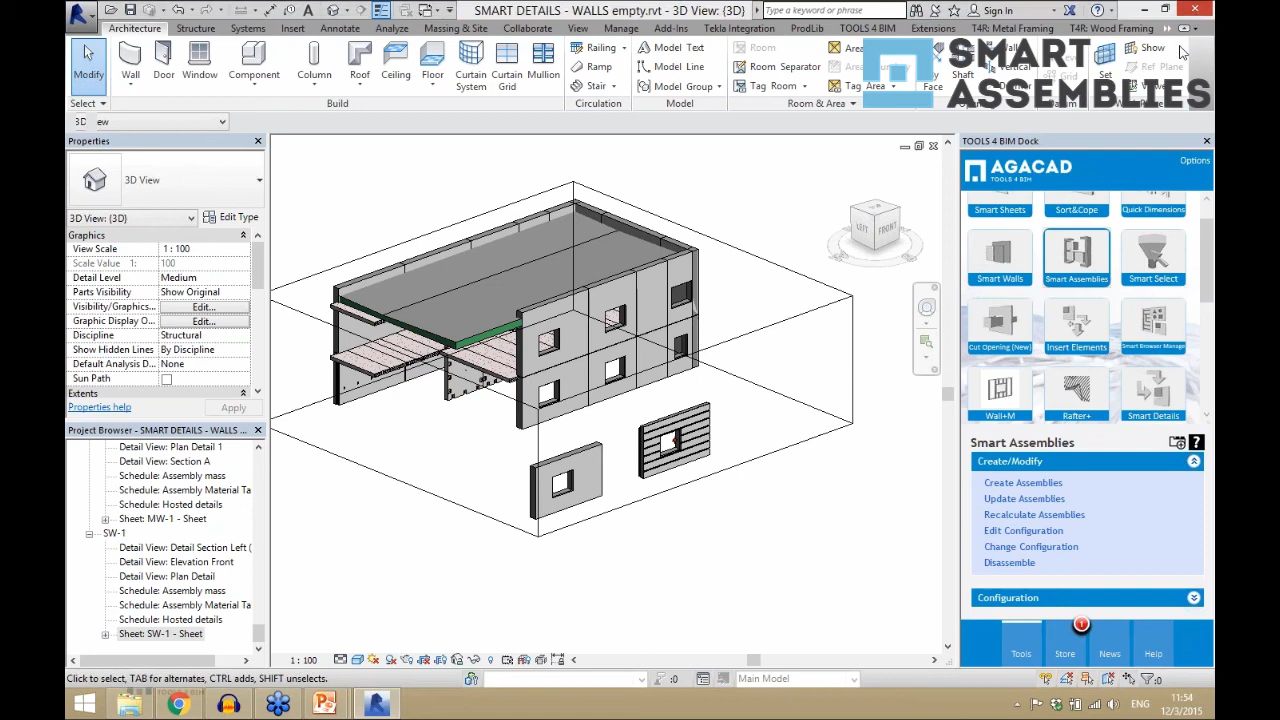 SMART DETAILS - WALLS empty.rvt - 3D View: {3D}
Type a keyword or phrase
Sign In
Architecture Structure Systems Insert Annotate Analyze Massing & Site Collaborate View Manage Add-Ins Tekla Integration ProdLib TOOLS 4 BIM Extensions T4R: Metal Framing T4R: Wood Framing
Modify
Wall Door Window Component Column Roof Ceiling Floor Curtain System Curtain Grid Mullion
Railing
Ramp
Stair
Model Text
Model Line
Model Group
Room
Room Separator
Tag Room
Tag Area
Face
Shaft
Set
Show
Ref Plane
SMART
ASSEMBLIES
Select Build Circulation Model Room & Area
Properties
3D View
3D View: {3D}
Edit Type
Graphics
View Scale 1 : 100
Scale Value 1: 100
Detail Level Medium
Parts Visibility Show Original
Visibility/Graphics... Edit...
Graphic Display O... Edit...
Discipline Structural
Show Hidden Lines By Discipline
Default Analysis D... None
Sun Path
Extents
Properties help
Apply
Project Browser - SMART DETAILS - WALLS ...
Detail View: Plan Detail 1
Detail View: Section A
Schedule: Assembly mass
Schedule: Assembly Material Ta
Schedule: Hosted details
Sheet: MW-1 - Sheet
SW-1
Detail View: Detail Section Left (
Detail View: Elevation Front
Detail View: Plan Detail
Schedule: Assembly mass
Schedule: Assembly Material Ta
Schedule: Hosted details
Sheet: SW-1 - Sheet
LEFT
FRONT
1 : 100
TOOLS 4 BIM Dock
AGACAD
TOOLS 4 BIM
Options
Smart Sheets
Sort&Cope
Quick Dimensions
Smart Walls
Smart Assemblies
Smart Select
Cut Opening (New)
Insert Elements
Smart Browser Manage
Wall+M
Rafter+
Smart Details
Smart Assemblies
?
Create/Modify
Create Assemblies
Update Assemblies
Recalculate Assemblies
Edit Configuration
Change Configuration
Disassemble
Configuration
1
Tools
Store
News
Help
Click to select, TAB for alternates, CTRL adds, SHIFT unselects.
:0
Main Model
:0
ENG
11:54
12/3/2015